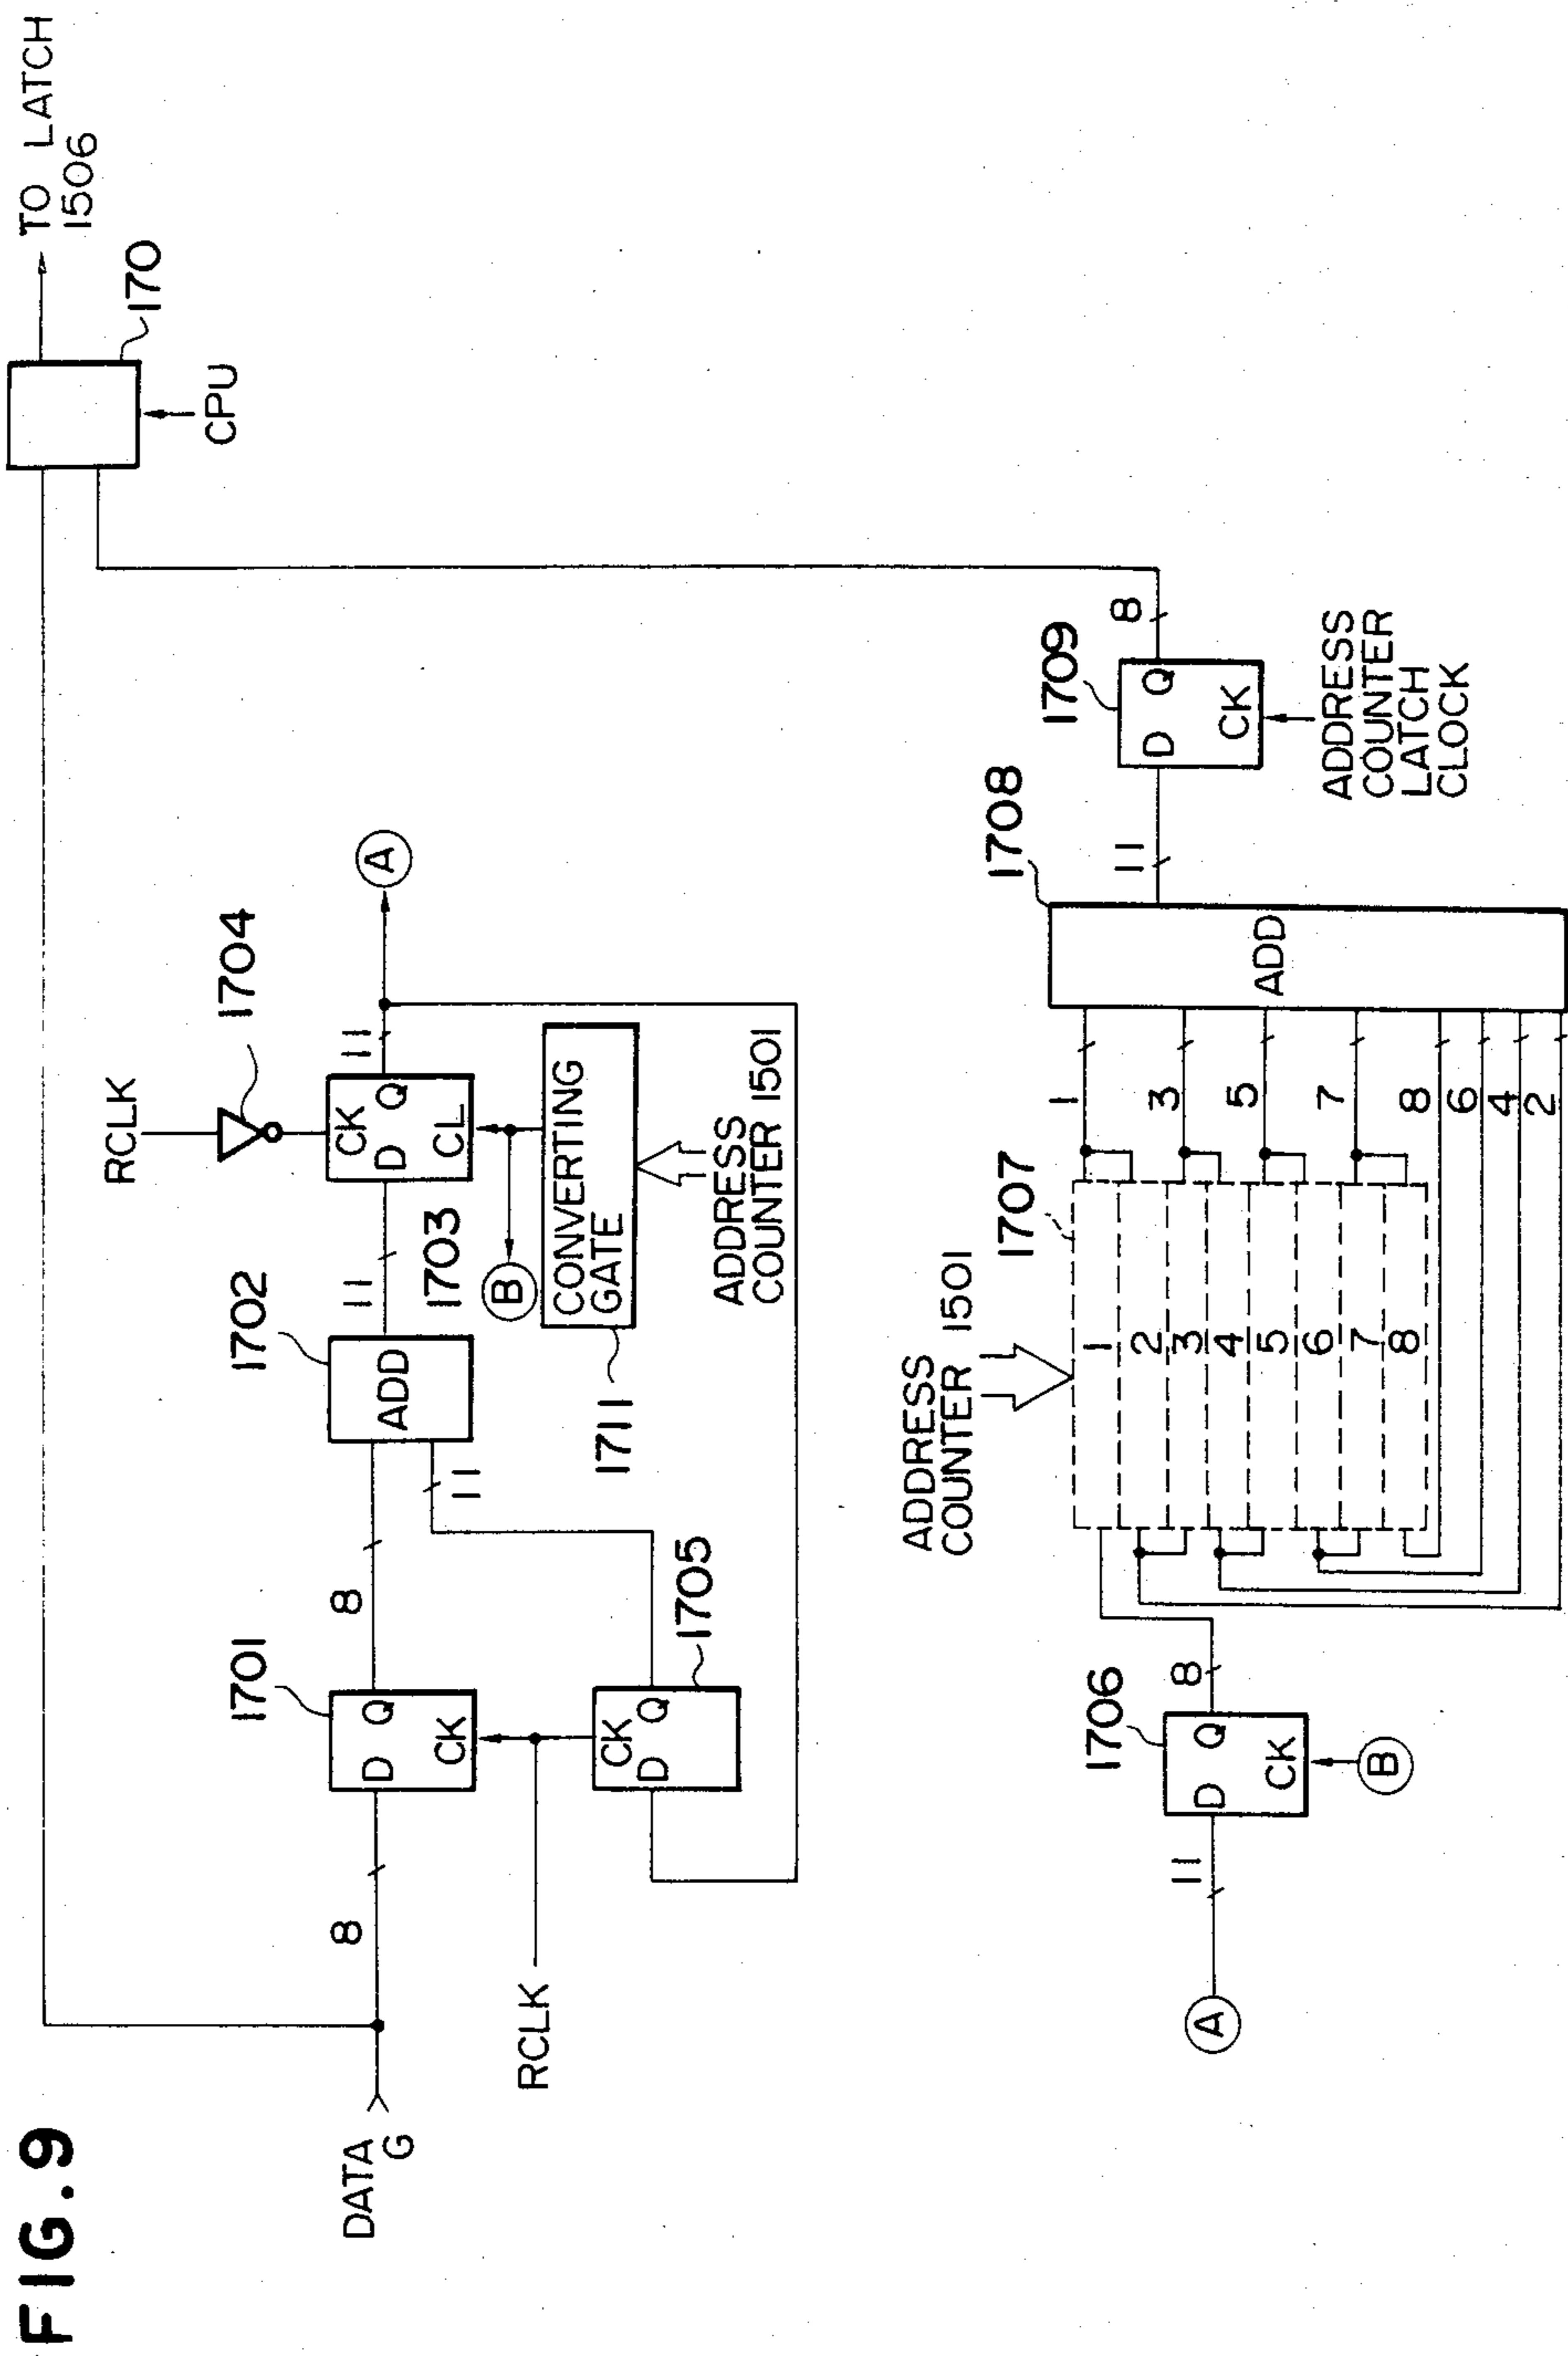 FIG.9
TO LATCH
1506
170
CPU
RCLK
1704
1701
1702
1703
DATA
G
8
D Q
CK
8
ADD
11
11
CK
D Q
CL
11
A
B
CONVERTING
GATE
1711
ADDRESS
COUNTER 1501
RCLK
CK
D Q
1705
ADDRESS
COUNTER 1501
1707
1708
1709
A
11
1706
D Q
CK
B
8
1
2
3
4
5
6
7
8
1
3
5
7
8
6
4
2
ADD
11
D Q
CK
8
ADDRESS
COUNTER
LATCH
CLOCK